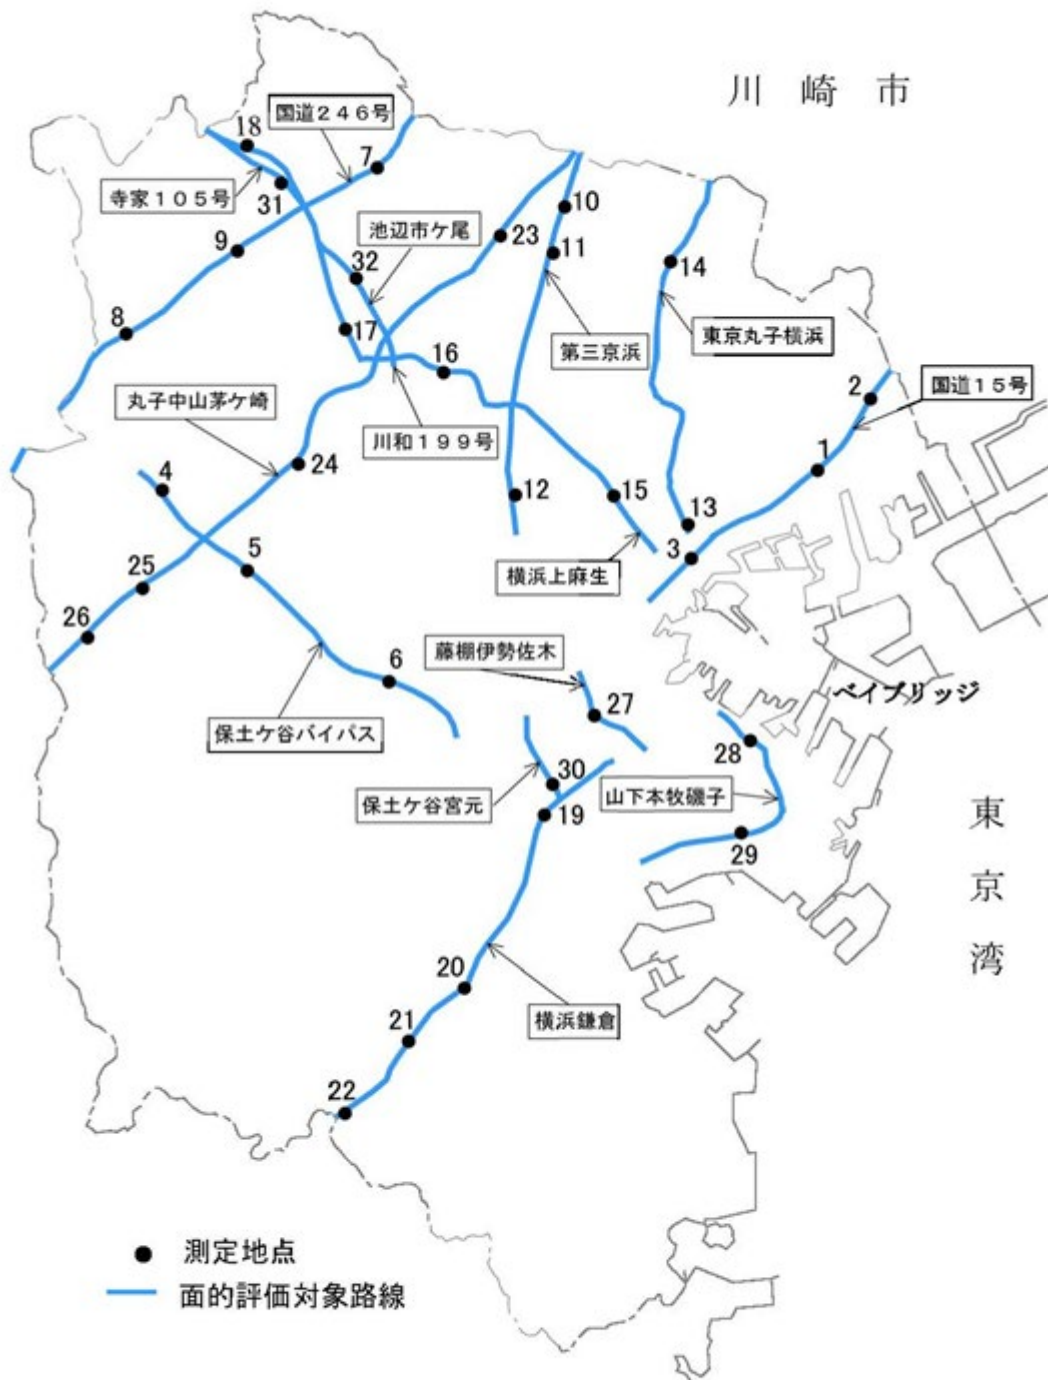 川崎市
国道246号
18
7
寺家105号
31
10
池辺市ケ尾
23
9
11
32
14
8
17
第三京浜
東京丸子横浜
16
2
国道15号
丸子中山茅ケ崎
川和199号
1
24
4
12
15
13
5
3
25
横浜上麻生
26
藤棚伊勢佐木
6
ベイブリッジ
27
保土ケ谷バイパス
28
30
保土ケ谷宮元
山下本牧磯子
19
東京湾
29
20
横浜鎌倉
21
22
測定地点
面的評価対象路線